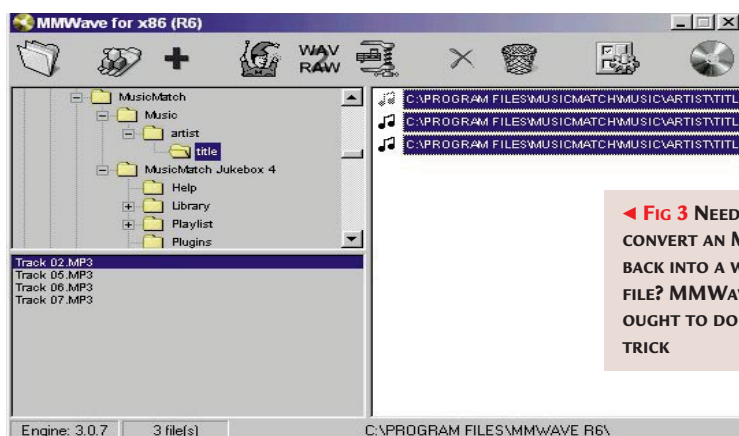 MMWave for x86 (R6)
WAV
RAW
MusicMatch
Music
artist
title
MusicMatch Jukebox 4
Help
Library
Playlist
Plugins
Track 02.MP3
Track 05.MP3
Track 06.MP3
Track 07.MP3
C:\PROGRAM FILES\MUSICMATCH\MUSIC\ARTIST\TITL
C:\PROGRAM FILES\MUSICMATCH\MUSIC\ARTIST\TITL
C:\PROGRAM FILES\MUSICMATCH\MUSIC\ARTIST\TITL
◄ FIG 3 NEED
CONVERT AN M
BACK INTO A W
FILE? MMWA
OUGHT TO DO
TRICK
Engine: 3.0.7
3 file(s)
C:\PROGRAM FILES\MMWAVE R6\